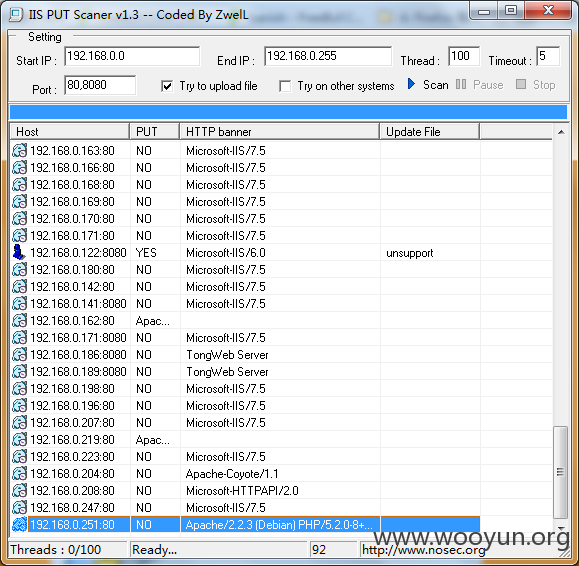 IIS PUT Scaner v1.3 -- Coded By ZwelL
Setting
Start IP : 192.168.0.0 End IP : 192.168.0.255 Thread : 100 Timeout : 5
Port : 80,8080 Try to upload file Try on other systems Scan Pause Stop
Host PUT HTTP banner Update File
192.168.0.163:80 NO Microsoft-IIS/7.5
192.168.0.166:80 NO Microsoft-IIS/7.5
192.168.0.168:80 NO Microsoft-IIS/7.5
192.168.0.169:80 NO Microsoft-IIS/7.5
192.168.0.170:80 NO Microsoft-IIS/7.5
192.168.0.171:80 NO Microsoft-IIS/7.5
192.168.0.122:8080 YES Microsoft-IIS/6.0 unsupport
192.168.0.180:80 NO Microsoft-IIS/7.5
192.168.0.142:80 NO Microsoft-IIS/7.5
192.168.0.141:8080 NO Microsoft-IIS/7.5
192.168.0.162:80 Apac...
192.168.0.171:8080 NO Microsoft-IIS/7.5
192.168.0.186:8080 NO TongWeb Server
192.168.0.189:8080 NO TongWeb Server
192.168.0.198:80 NO Microsoft-IIS/7.5
192.168.0.196:80 NO Microsoft-IIS/7.5
192.168.0.207:80 NO Microsoft-IIS/7.5
192.168.0.219:80 Apac...
192.168.0.223:80 NO Microsoft-IIS/7.5
192.168.0.204:80 NO Apache-Coyote/1.1
192.168.0.208:80 NO Microsoft-HTTPAPI/2.0
192.168.0.247:80 NO Microsoft-IIS/7.5
192.168.0.251:80 NO Apache/2.2.3 (Debian) PHP/5.2.0-8+...
www.wooyun.org
Threads : 0/100 Ready... 92 http://www.nosec.org